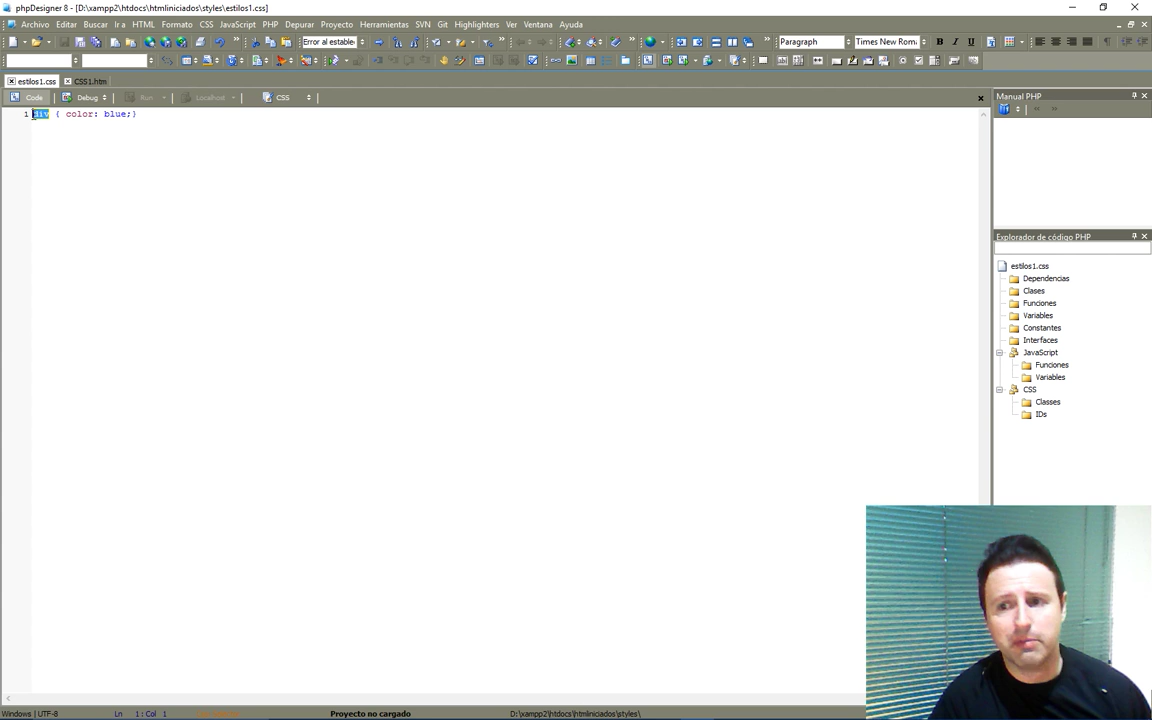 phpDesigner 8 - [D:\xampp2\htdocs\htmliniciados\styles\estilos1.css]
Archivo Editar Buscar Ir a HTML Formato CSS JavaScript PHP Depurar Proyecto Herramientas SVN Git Highlighters Ver Ventana Ayuda
Error al estable Paragraph Times New Rom B I U
estilos1.css CSS1.htm
Code Debug Run Localhost CSS
Manual PHP
1 div { color: blue;}
Explorador de código PHP
estilos1.css
Dependencias
Clases
Funciones
Variables
Constantes
Interfaces
JavaScript
Funciones
Variables
CSS
Classes
IDs
Windows | UTF-8 Ln 1 : Col 1 Proyecto no cargado D:\xampp2\htdocs\htmliniciados\styles\